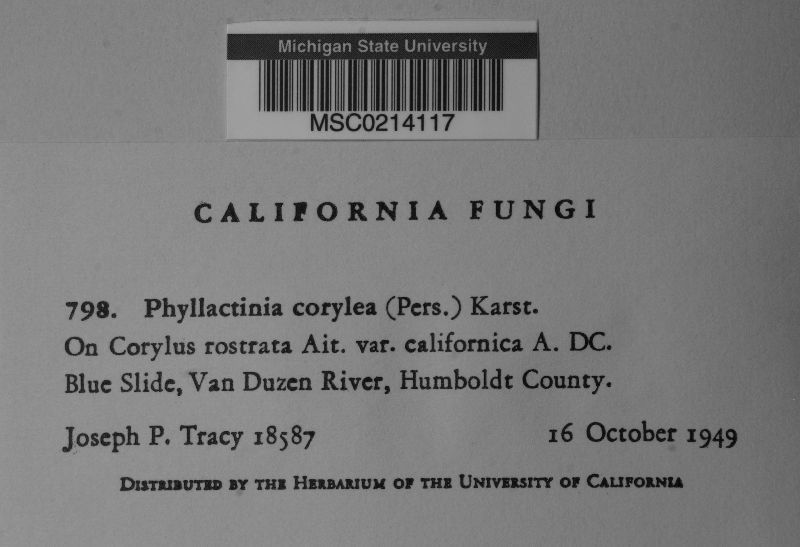 Michigan State University
MSC0214117
CALIFORNIA FUNGI
798. Phyllactinia corylea (Pers.) Karst.
On Corylus rostrata Ait. var. californica A. DC.
Blue Slide, Van Duzen River, Humboldt County.
Joseph P. Tracy 18587 16 October 1949
DISTRIBUTED BY THE HERBARIUM OF THE UNIVERSITY OF CALIFORNIA